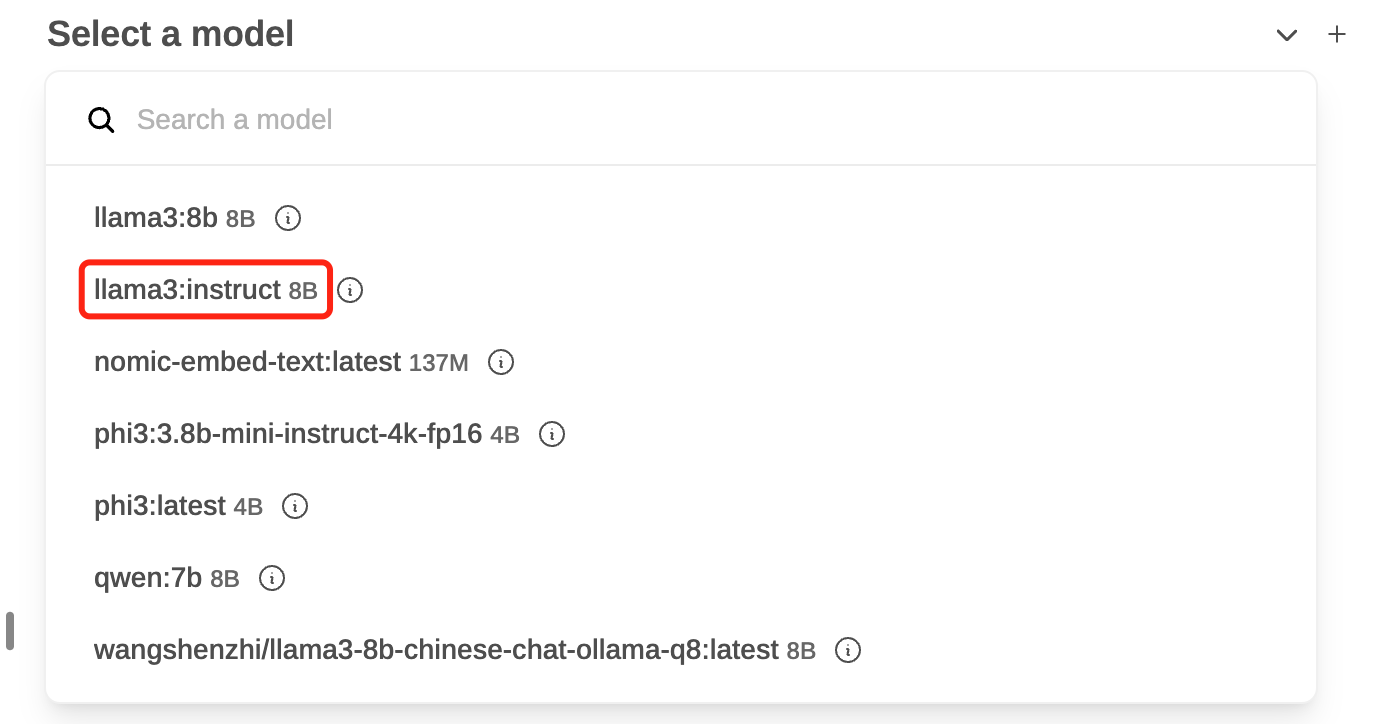 Select a model
Search a model
llama3:8b 8B
llama3:instruct 8B
nomic-embed-text:latest 137M
phi3:3.8b-mini-instruct-4k-fp16 4B
phi3:latest 4B
qwen:7b 8B
wangshenzhi/llama3-8b-chinese-chat-ollama-q8:latest 8B